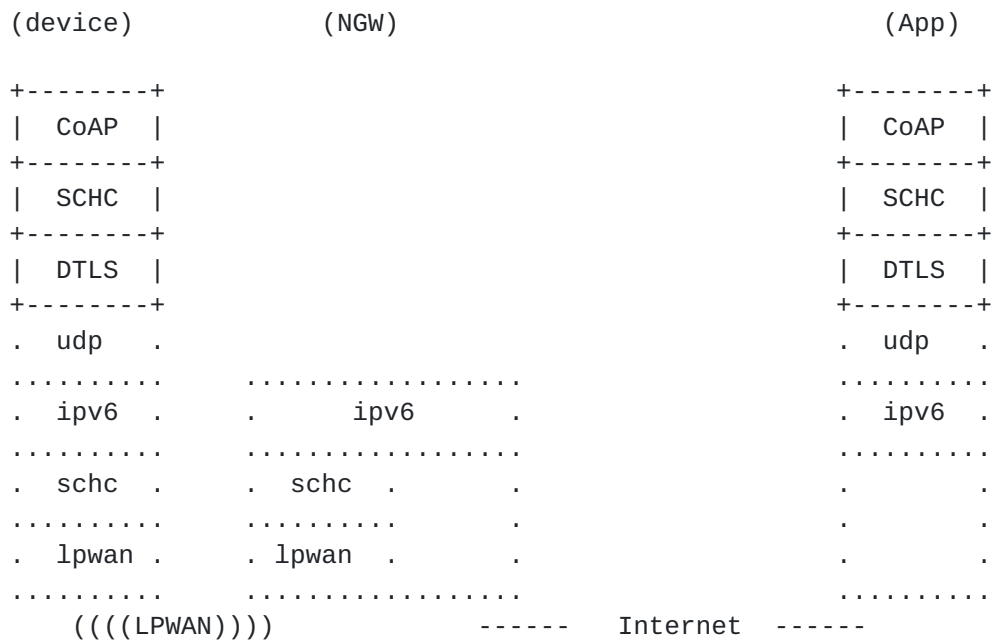 (device)            (NGW)                               (App)
+--------+                                           +--------+
|  CoAP  |                                           |  CoAP  |
+--------+                                           +--------+
|  SCHC  |                                           |  SCHC  |
+--------+                                           +--------+
|  DTLS  |                                           |  DTLS  |
+--------+                                           +--------+
.  udp   .                                           .  udp   .
..........     ..................                    ..........
.  ipv6  .     .      ipv6      .                    .  ipv6  .
..........     ..................                    ..........
.  schc  .     .  schc  .       .                    .        .
..........     ..........       .                    .        .
.  lpwan .     . lpwan  .       .                    .        .
..........     ..................                    ..........
    ((((LPWAN))))             ------   Internet  ------